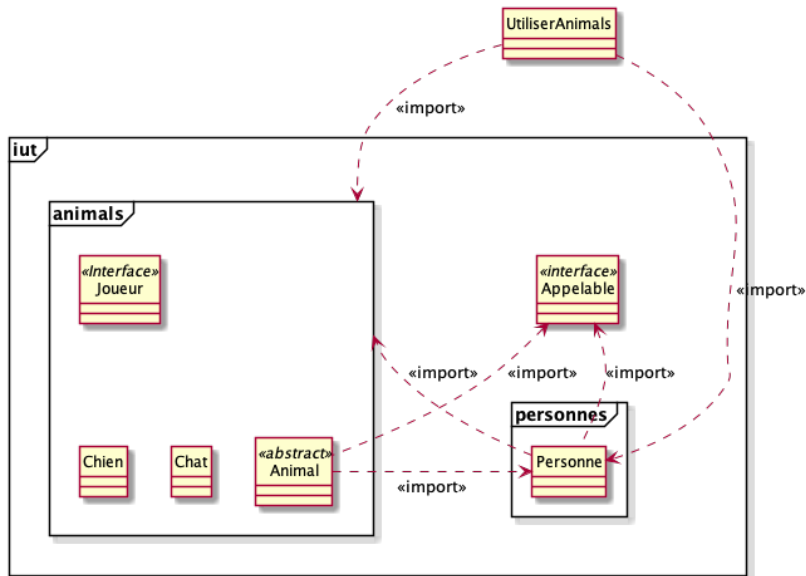 UtiliserAnimals
«import»
iut
animals
«Interface»
Joueur
«interface»
Appelable
«import»
«import»
«import»
«import»
personnes
Chien
Chat
«abstract»
Animal
Personne
«import»